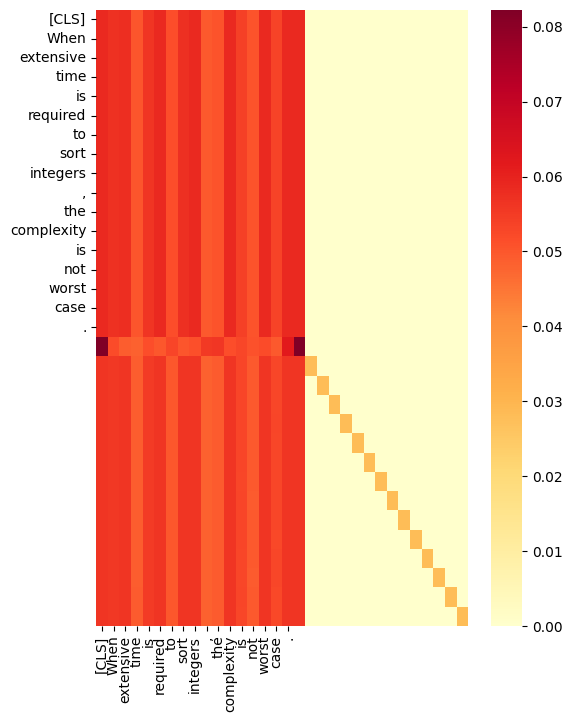 [CLS]
When
extensive
time
is
required
to
sort
integers
,
the
complexity
is
not
worst
case
.
0.08
0.07
0.06
0.05
0.04
0.03
0.02
0.01
0.00
[CLS]
When
extensive
time
is
required
to
sort
integers
,
the
complexity
is
not
worst
case
.